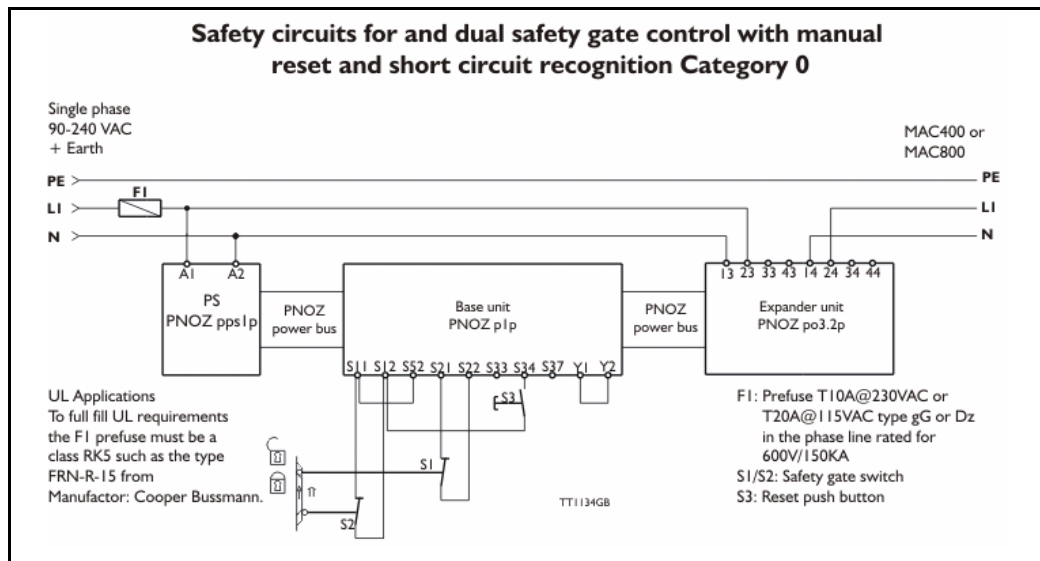 Safety circuits for and dual safety gate control with manual
reset and short circuit recognition Category 0
Single phase
90-240 VAC
+ Earth
MAC400 or
MAC800
PE
PE
F1
L1
L1
N
N
A1 A2
13 23 33 43 14 24 34 44
PS
PNOZ pps1p
PNOZ
power bus
Base unit
PNOZ p1p
PNOZ
power bus
Expander unit
PNOZ po3.2p
S11 S12 S52 S21 S22 S33 S34 S37 Y1 Y2
S3
UL Applications
To full fill UL requirements
the F1 prefuse must be a
class RK5 such as the type
FRN-R-15 from
Manufactor: Cooper Bussmann.
S1
S2
TT1134GB
F1: Prefuse T10A@230VAC or
T20A@115VAC type gG or Dz
in the phase line rated for
600V/150KA
S1/S2: Safety gate switch
S3: Reset push button